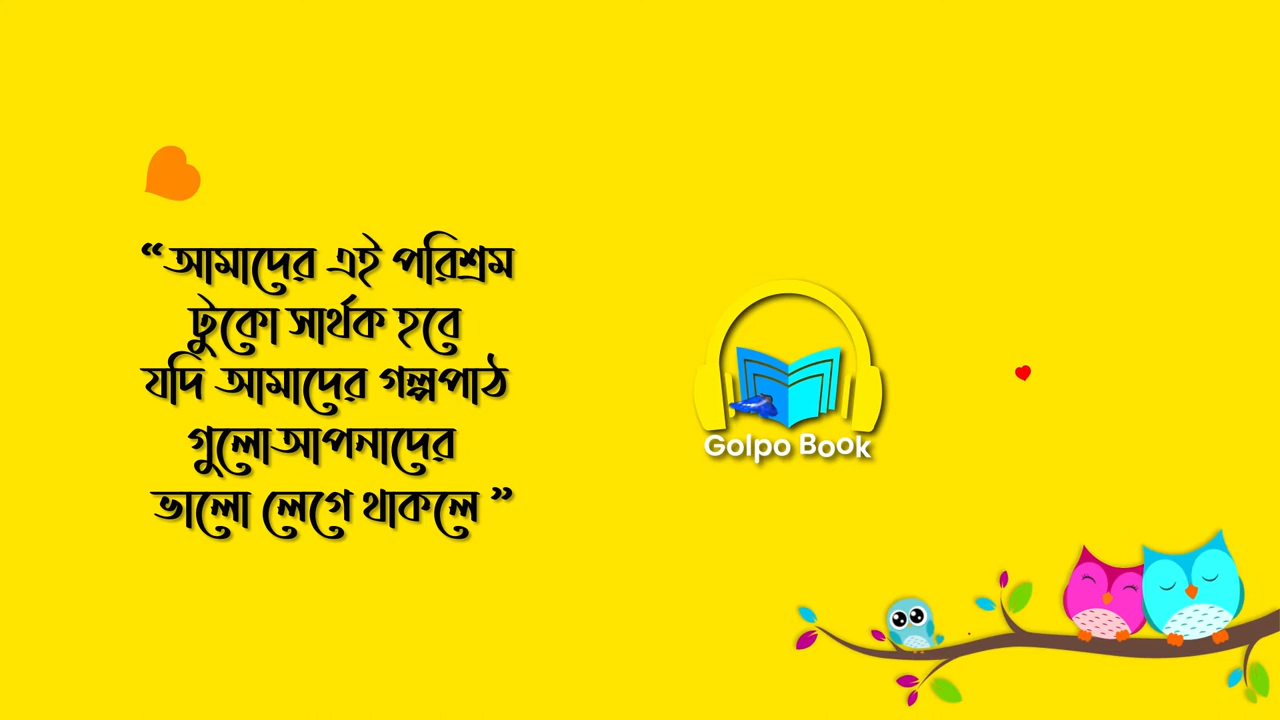 “আমাদের এই পরিশ্রম
টুকো সার্থক হবে
যদি আমাদের গল্পপাঠ
গুলো আপনাদের
ভালো লেগে থাকলে ”
Golpo Book